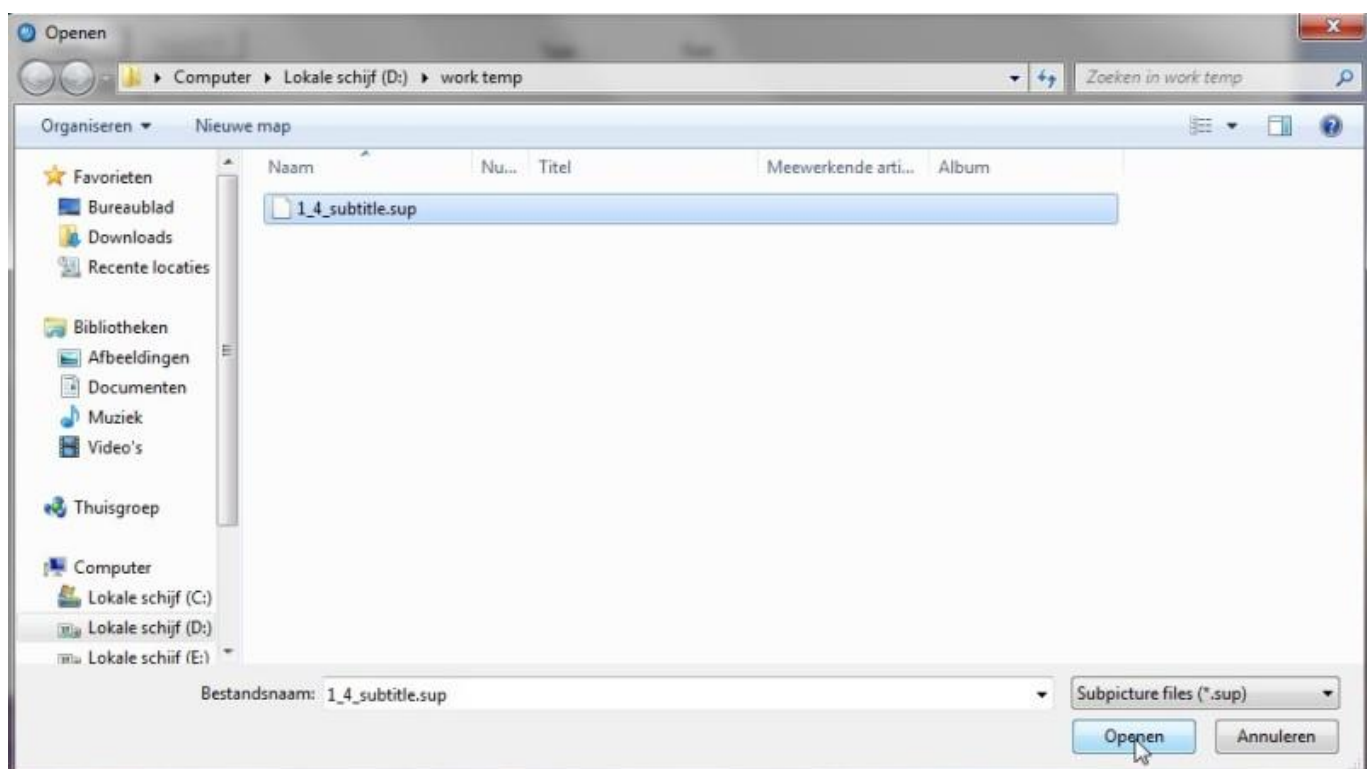 Openen
Computer ▸ Lokale schijf (D:) ▸ work temp
Zoeken in work temp
Organiseren
Nieuwe map
Naam
Nu...
Titel
Meewerkende arti...
Album
1_4_subtitle.sup
Favorieten
Bureaublad
Downloads
Recente locaties
Bibliotheken
Afbeeldingen
Documenten
Muziek
Video's
Thuisgroep
Computer
Lokale schijf (C:)
Lokale schijf (D:)
Lokale schijf (E:)
Bestandsnaam: 1_4_subtitle.sup
Subpicture files (*.sup)
Openen
Annuleren